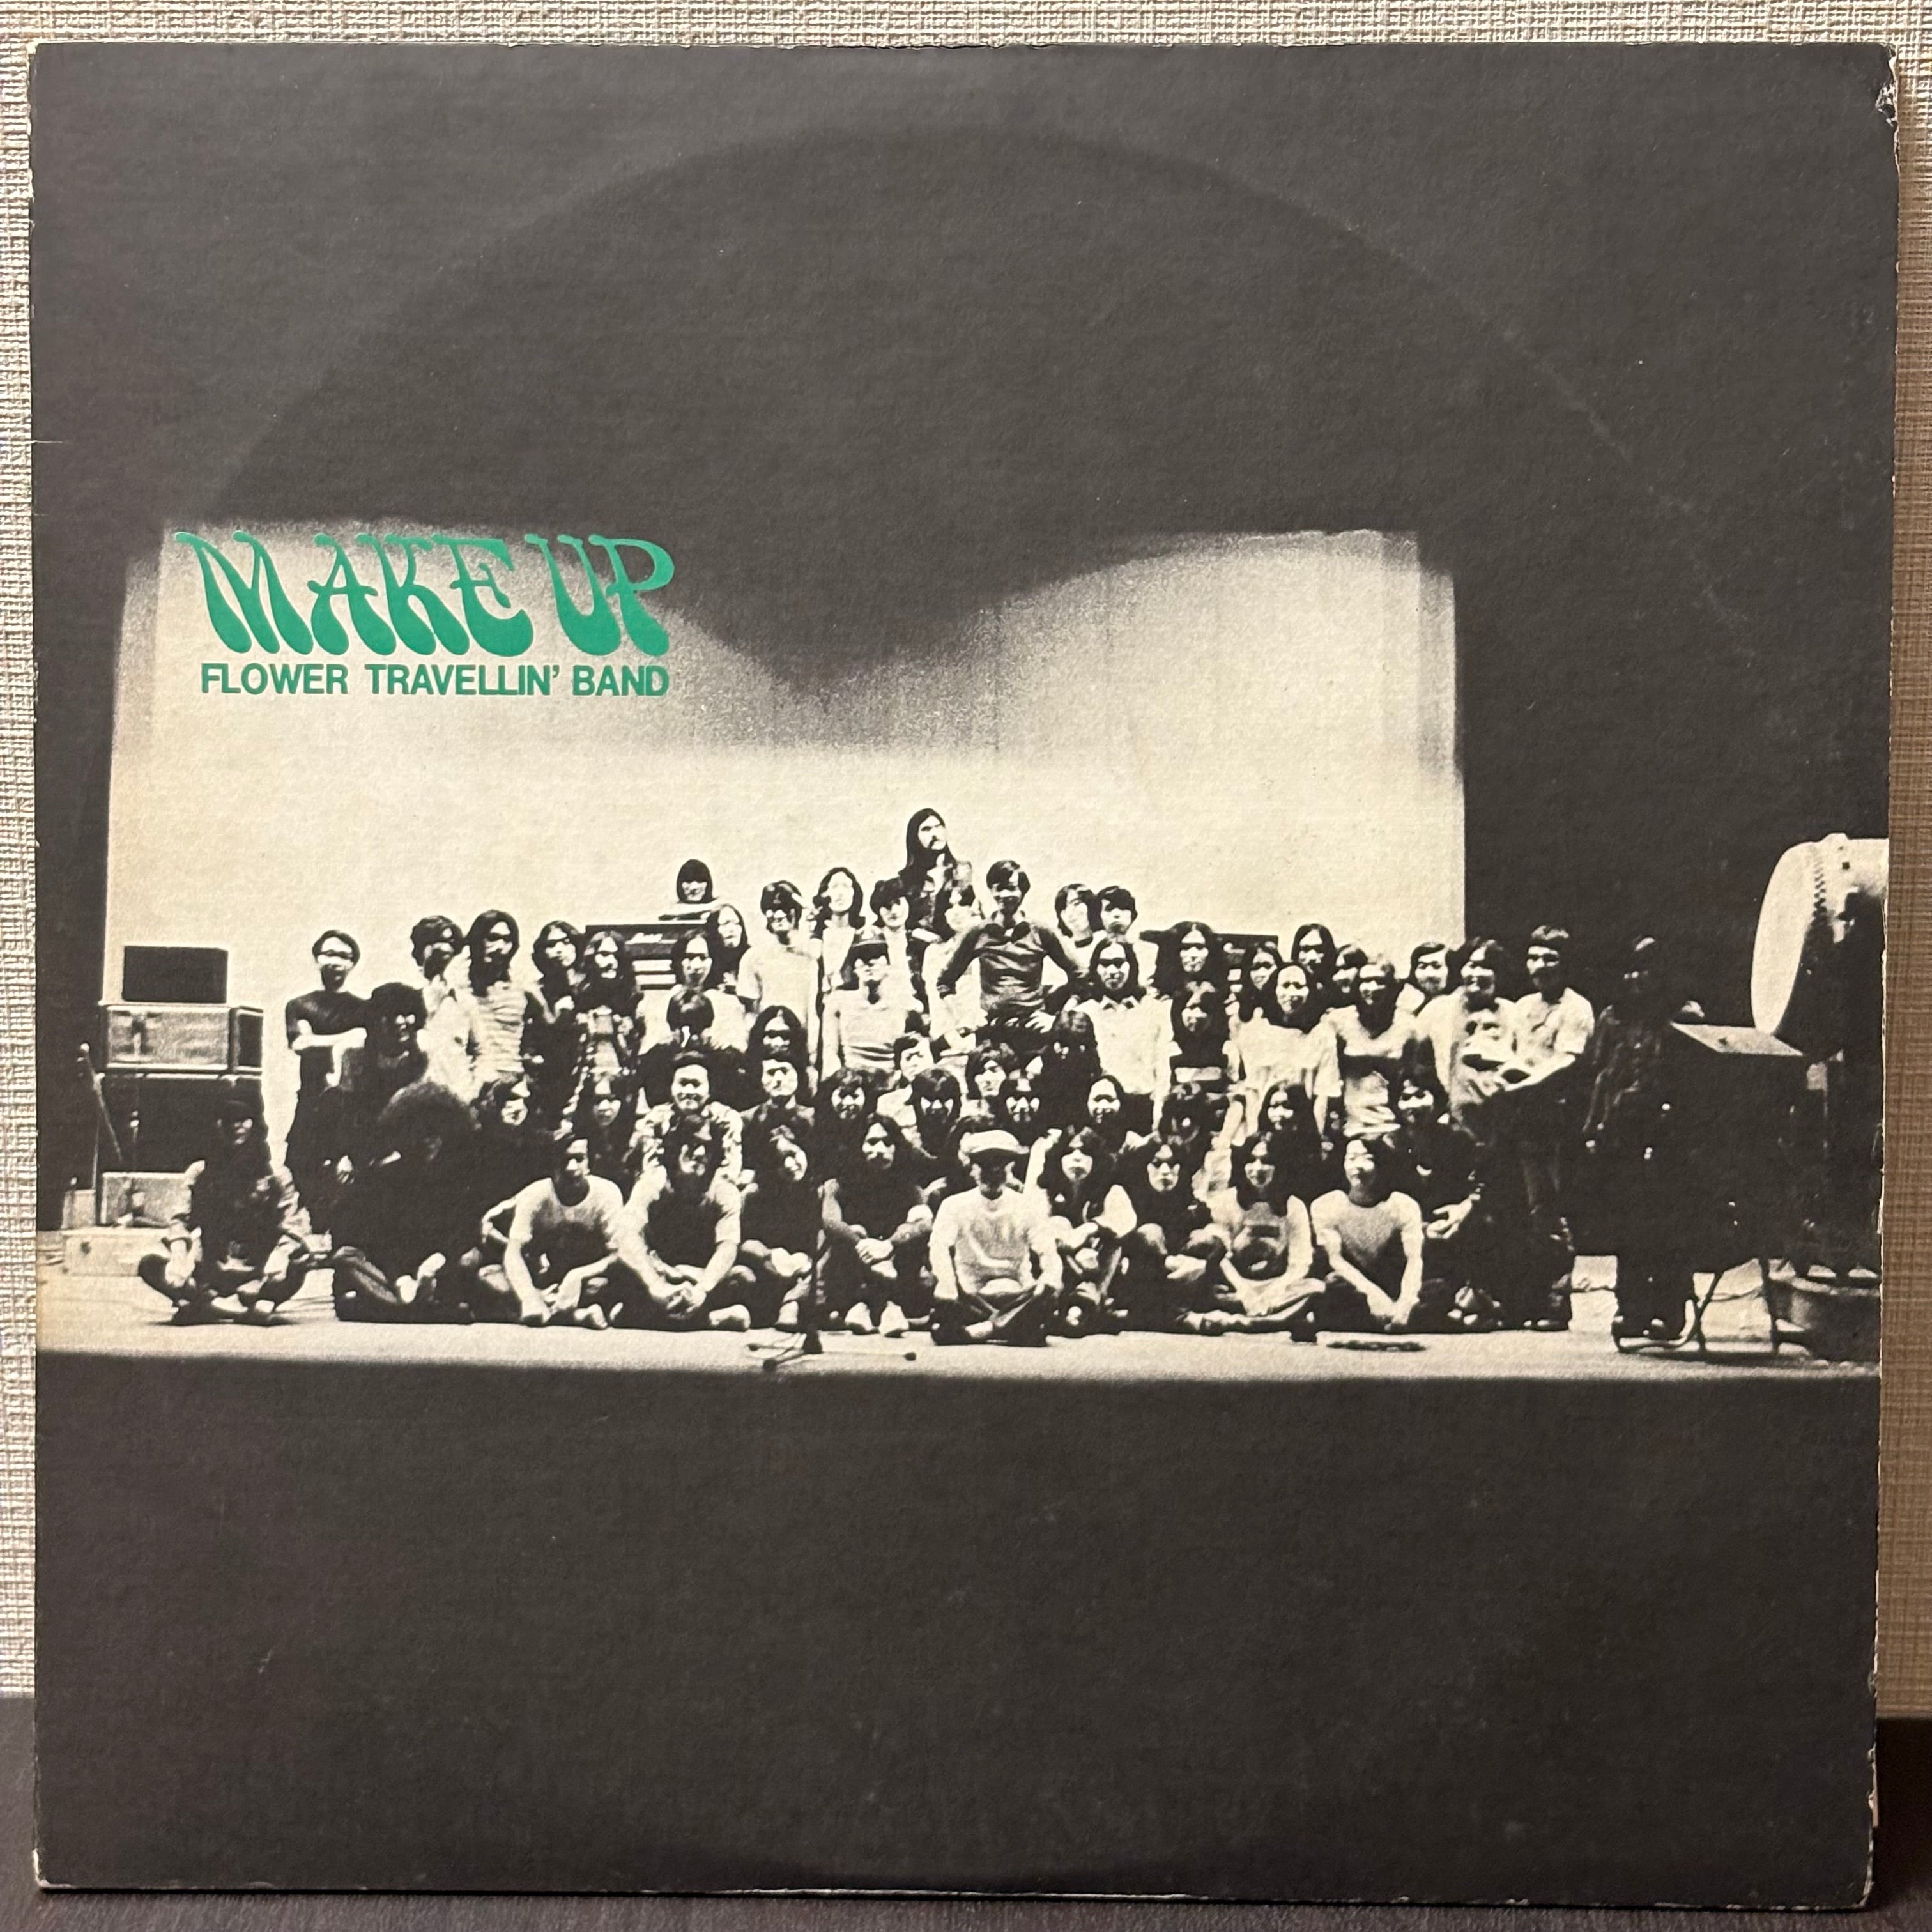 MAKE UP
FLOWER TRAVELLIN' BAND